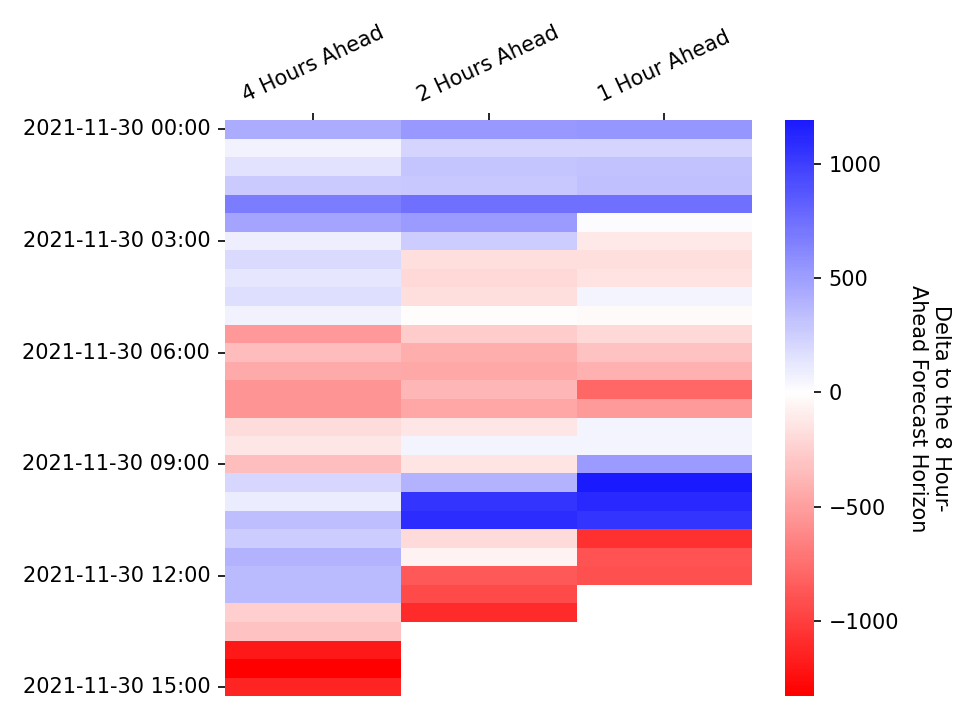 4 Hours Ahead
2 Hours Ahead
1 Hour Ahead
2021-11-30 00:00
2021-11-30 03:00
2021-11-30 06:00
2021-11-30 09:00
2021-11-30 12:00
2021-11-30 15:00
1000
500
0
−500
−1000
Delta to the 8 Hour-
Ahead Forecast Horizon